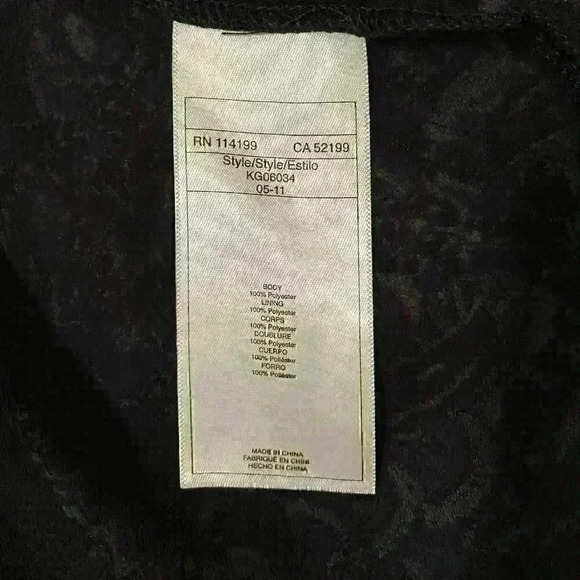 RN 114199 CA 52199
Style/Style/Estilo
KG06034
05-11
BODY
100% Polyester
LINING
100% Polyester
CORPS
100% Polyester
DOUBLURE
100% Polyester
CUERPO
100% Poliéster
FORRO
100% Poliéster
MADE IN CHINA
FABRIQUÉ EN CHINE
HECHO EN CHINA